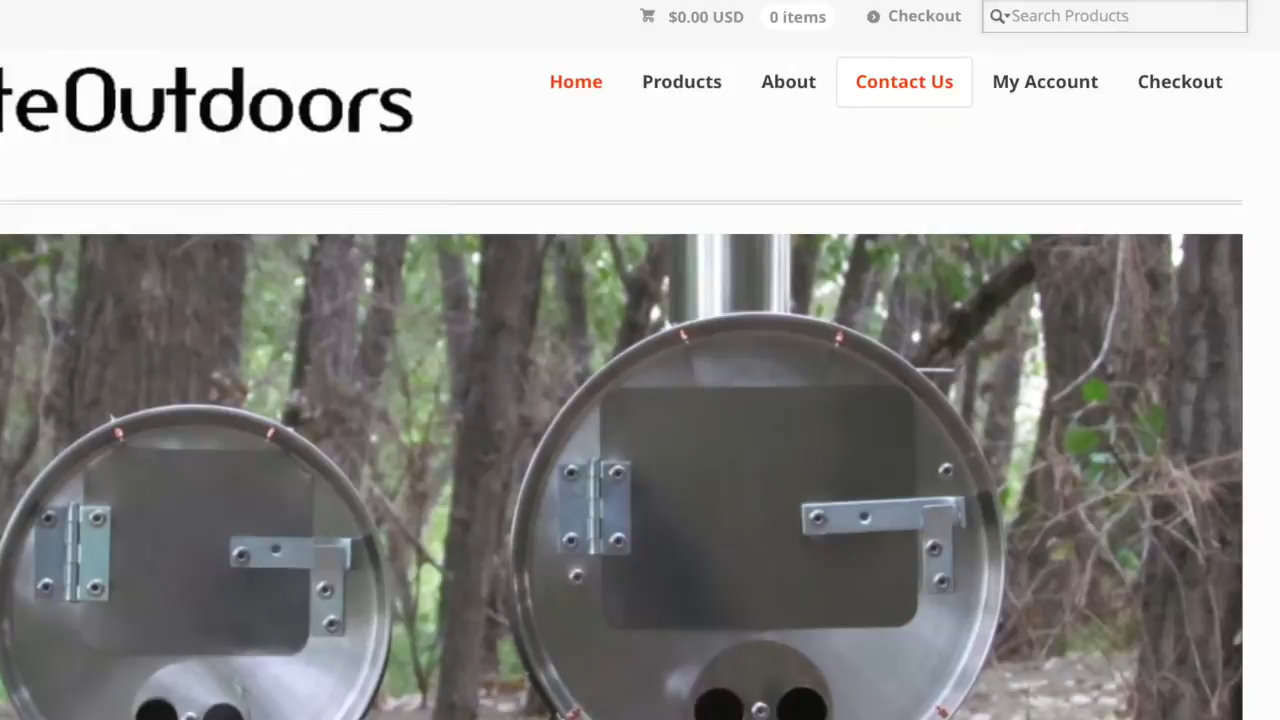 $0.00 USD 0 items Checkout Search Products
teOutdoors
Home Products About Contact Us My Account Checkout